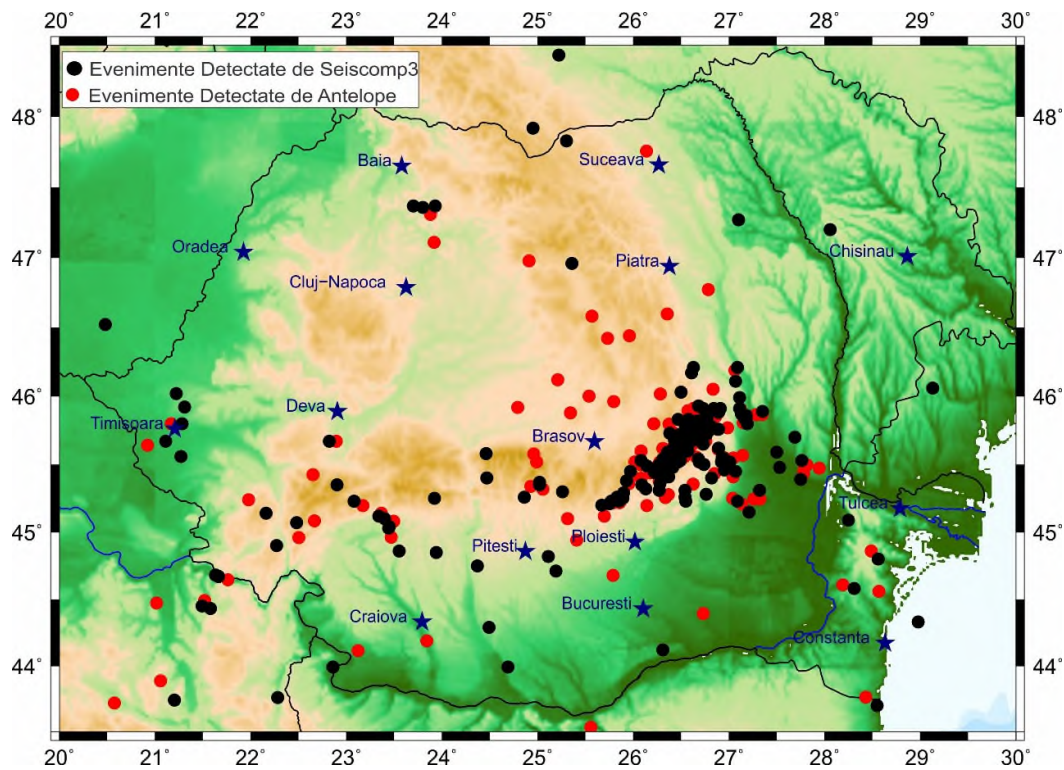 20˚ 21˚ 22˚ 23˚ 24˚ 25˚ 26˚ 27˚ 28˚ 29˚ 30˚
Evenimente Detectate de Seiscomp3
Evenimente Detectate de Antelope
48˚ 48˚
Baia
Suceava
Oradea
Chisinau
47˚ 47˚
Piatra
Cluj-Napoca
46˚ 46˚
Deva
Timisoara
Brasov
Tulcea
45˚ 45˚
Ploiesti
Pitesti
Bucuresti
Craiova
Constanta
44˚ 44˚
20˚ 21˚ 22˚ 23˚ 24˚ 25˚ 26˚ 27˚ 28˚ 29˚ 30˚